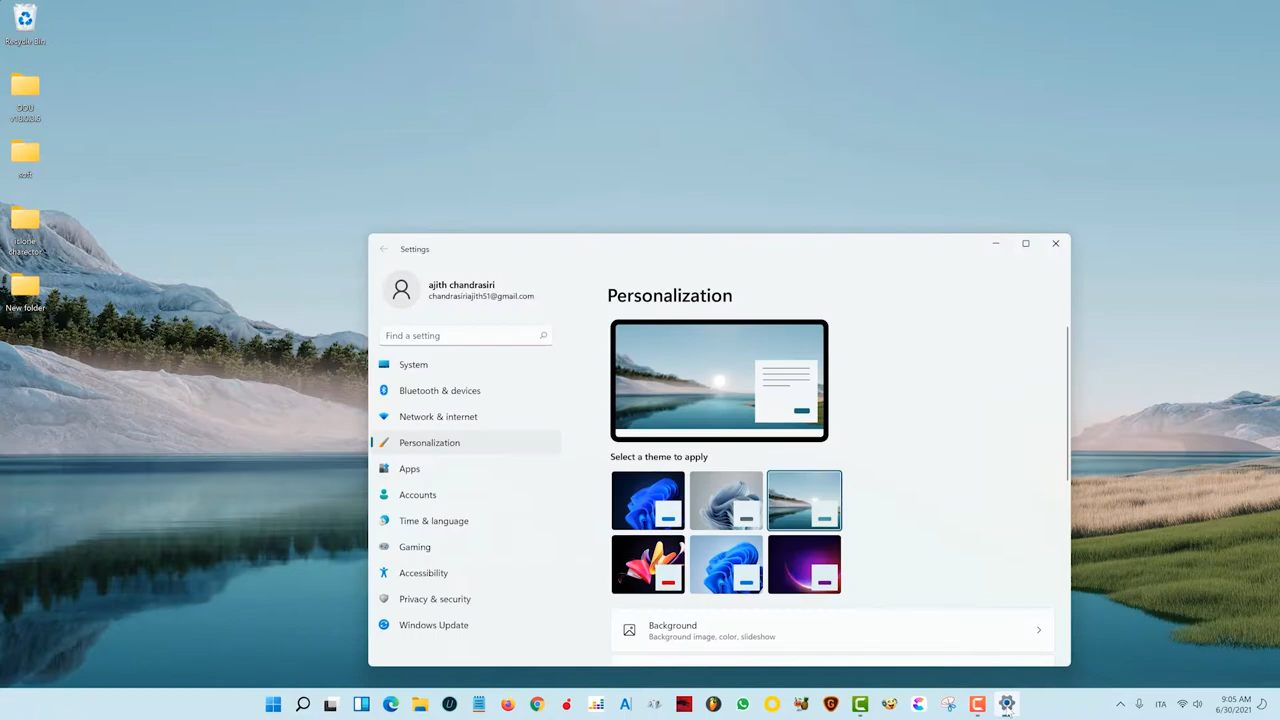 Recycle Bin
soft
New folder
Settings
ajith chandrasiri
chandrasiriajith51@gmail.com
Find a setting
System
Bluetooth & devices
Network & internet
Personalization
Apps
Accounts
Time & language
Gaming
Accessibility
Privacy & security
Windows Update
Personalization
Select a theme to apply
Background
Background image, color, slideshow
ITA
9:05 AM
6/30/2021